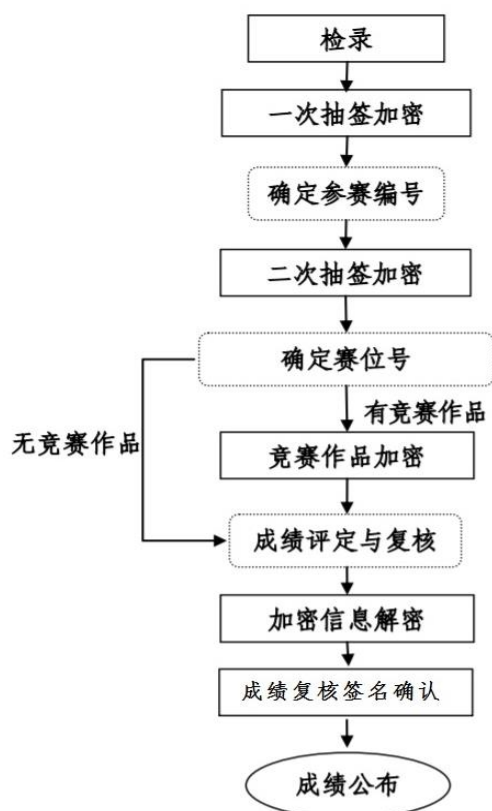 检录
一次抽签加密
确定参赛编号
二次抽签加密
确定赛位号
有竞赛作品
无竞赛作品
竞赛作品加密
成绩评定与复核
加密信息解密
成绩复核签名确认
成绩公布